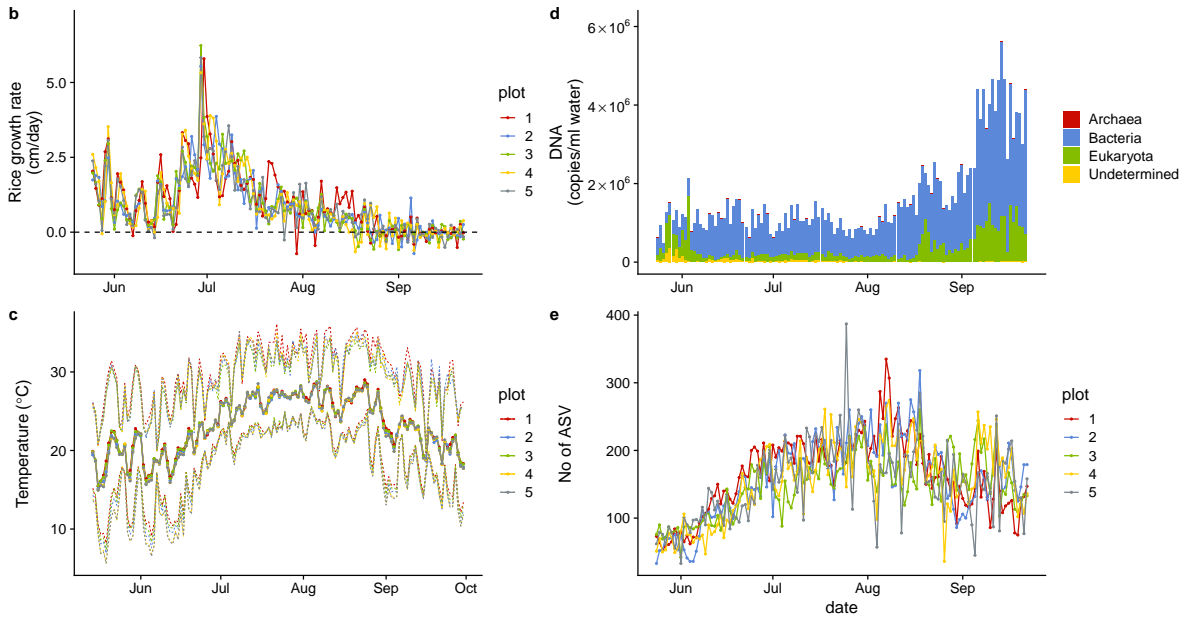 b
Rice growth rate
(cm/day)
5.0
2.5
0.0
Jun Jul Aug Sep
plot
1
2
3
4
5
d
DNA
(copies/ml water)
6×10⁶
4×10⁶
2×10⁶
0
Jun Jul Aug Sep
Archaea
Bacteria
Eukaryota
Undetermined
c
Temperature (°C)
30
20
10
Jun Jul Aug Sep Oct
plot
1
2
3
4
5
e
No of ASV
400
300
200
100
Jun Jul Aug Sep
date
plot
1
2
3
4
5